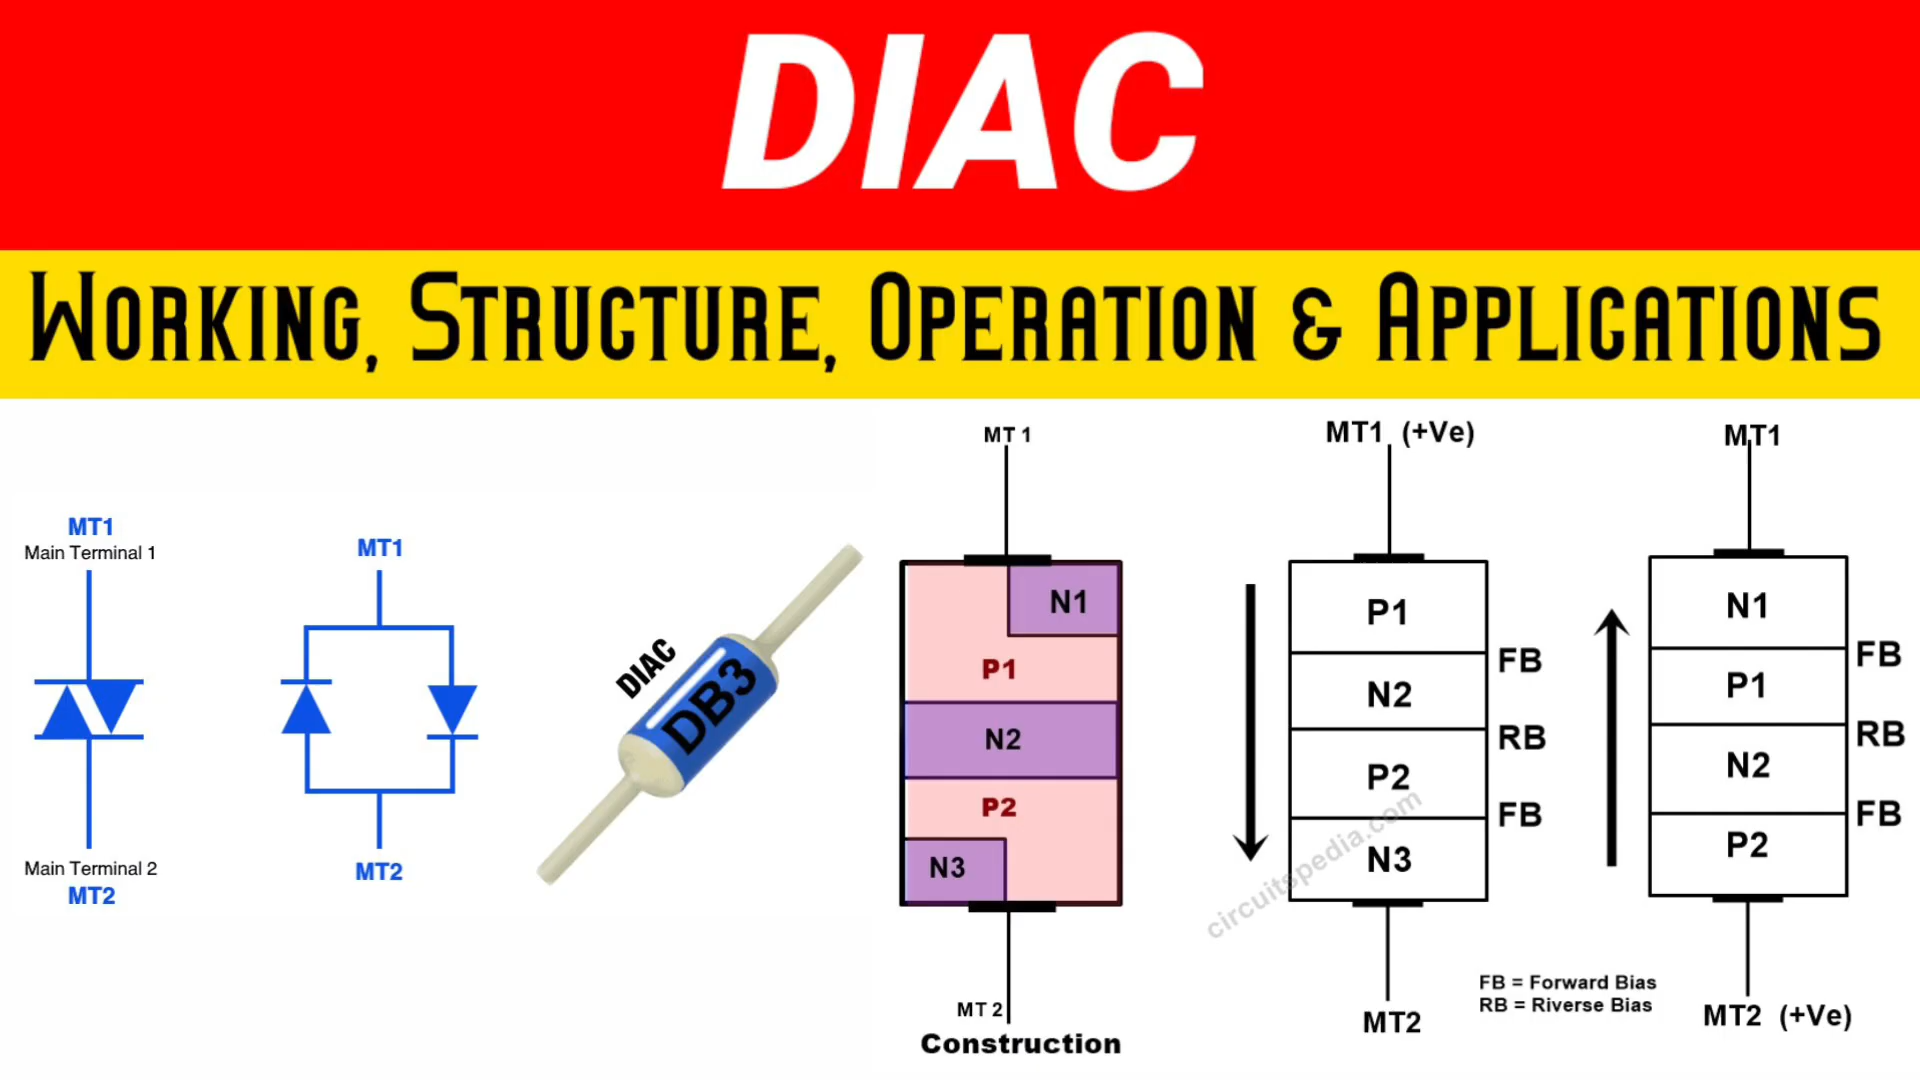 DIAC
WORKING, STRUCTURE, OPERATION & APPLICATIONS
MT1
Main Terminal 1
Main Terminal 2
MT2
MT1
MT2
DIAC
DB3
MT 1
N1
P1
N2
P2
N3
MT 2
Construction
MT1 (+Ve)
P1
FB
N2
RB
P2
FB
N3
MT2
circuitspedia.com
MT1
N1
FB
P1
RB
N2
FB
P2
MT2 (+Ve)
FB = Forward Bias
RB = Riverse Bias